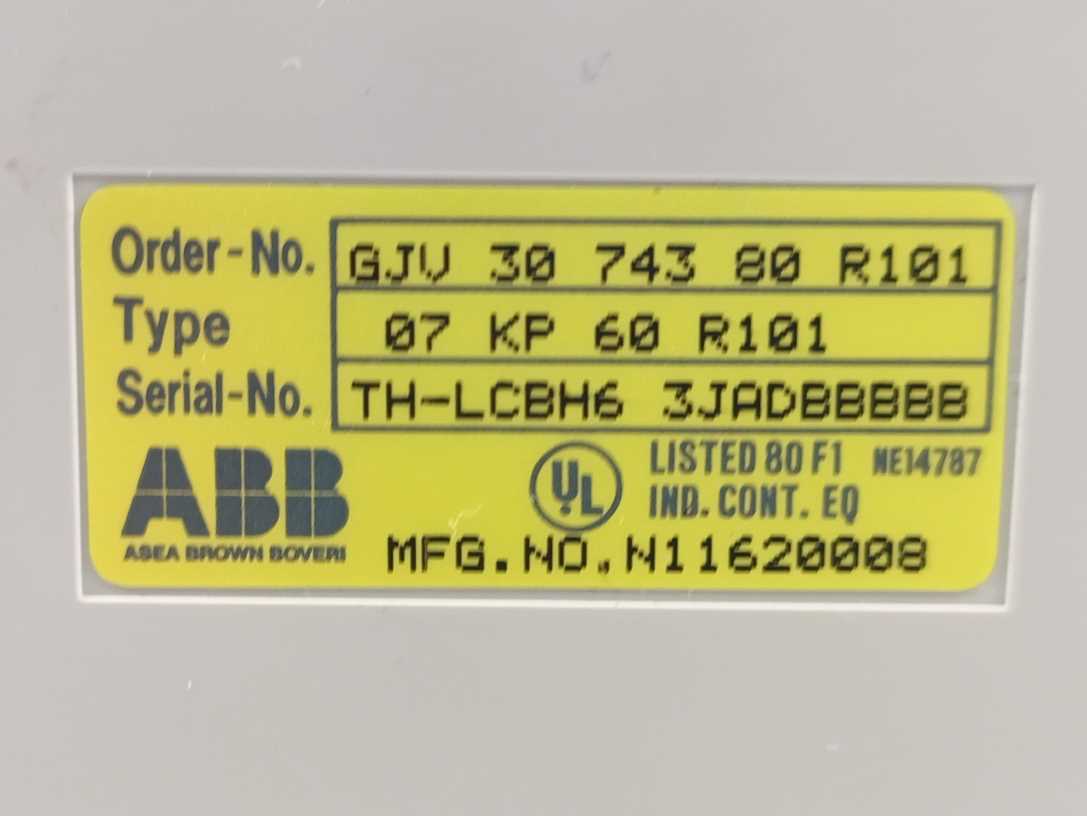 Order-No. GJV 30 743 80 R101
Type 07 KP 60 R101
Serial-No. TH-LCBH6 3JADBBBBB
ABB
ASEA BROWN BOVERI
UL
LISTED 80 F1 NE14787
IND. CONT. EQ
MFG.NO.N11620008